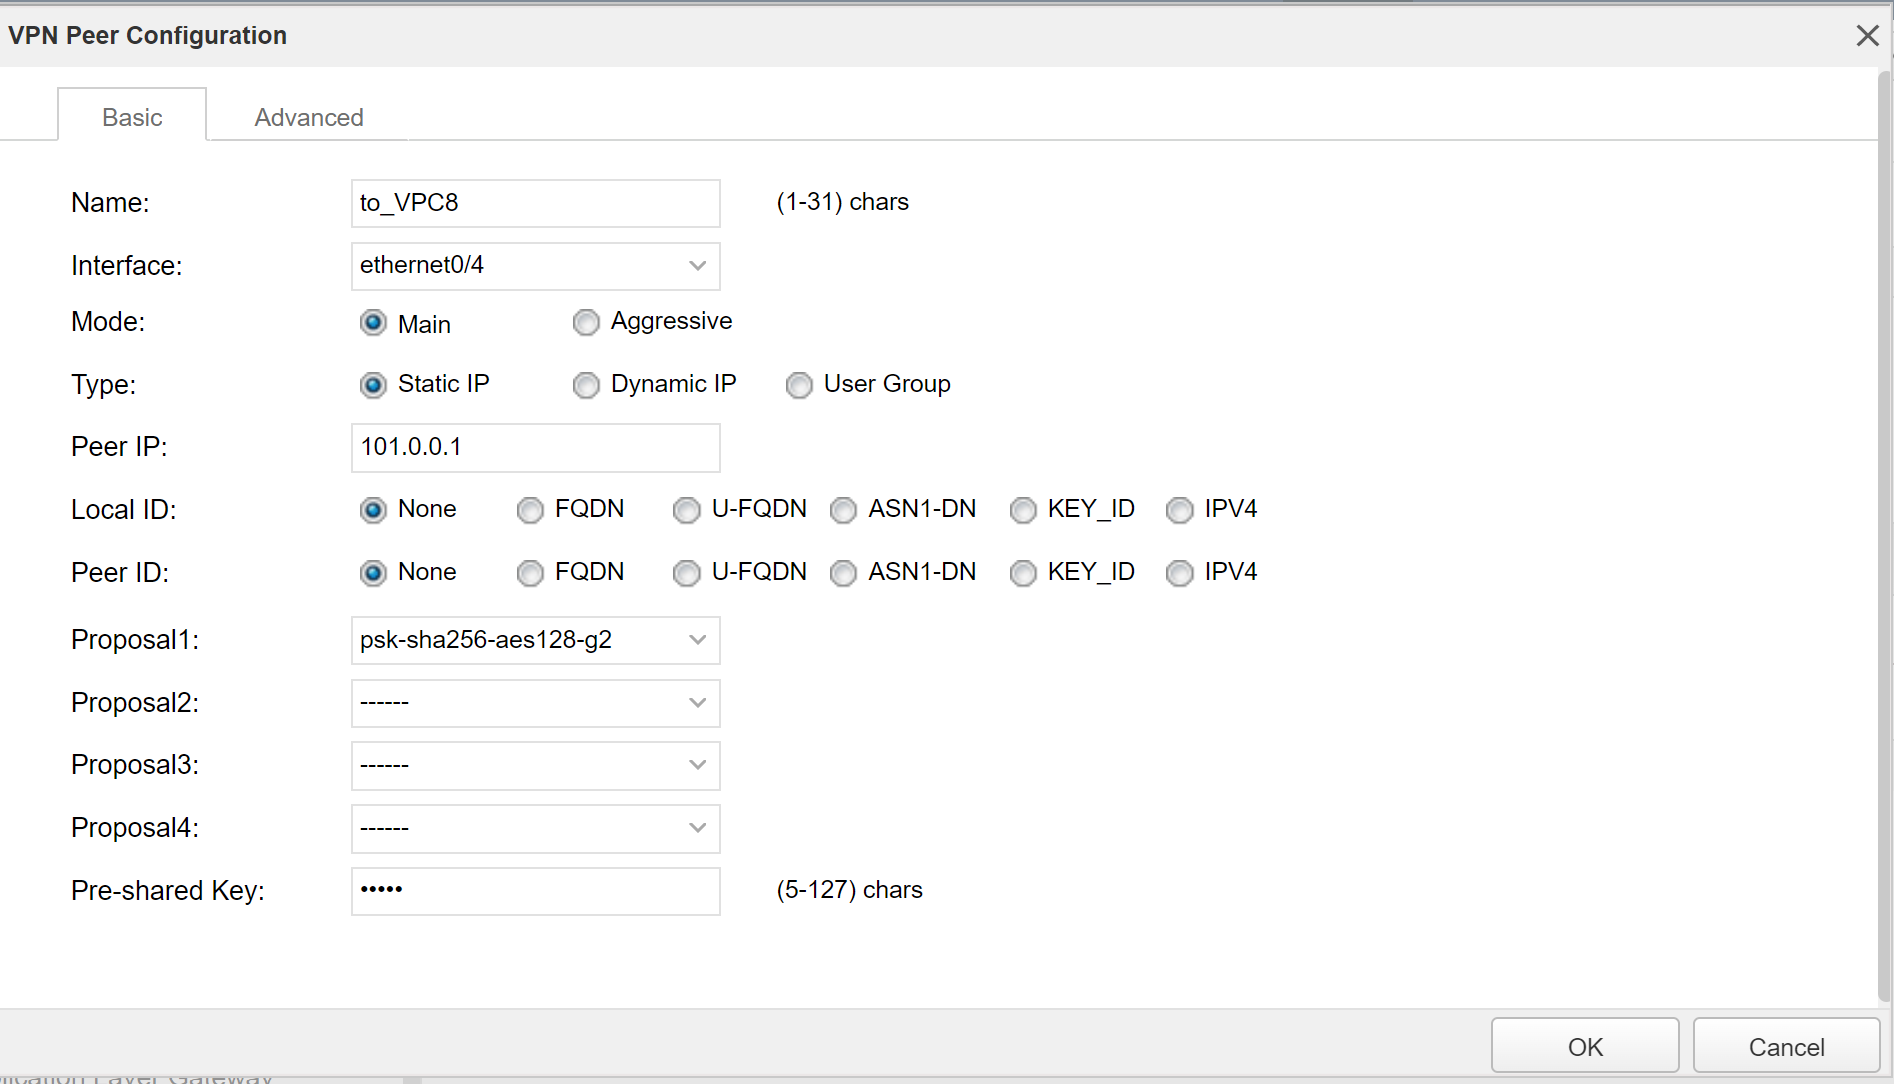 VPN Peer Configuration
Basic Advanced
Name: to_VPC8 (1-31) chars
Interface: ethernet0/4
Mode: Main Aggressive
Type: Static IP Dynamic IP User Group
Peer IP: 101.0.0.1
Local ID: None FQDN U-FQDN ASN1-DN KEY_ID IPV4
Peer ID: None FQDN U-FQDN ASN1-DN KEY_ID IPV4
Proposal1: psk-sha256-aes128-g2
Proposal2: ------
Proposal3: ------
Proposal4: ------
Pre-shared Key: ••••• (5-127) chars
OK Cancel
Layer Gateway